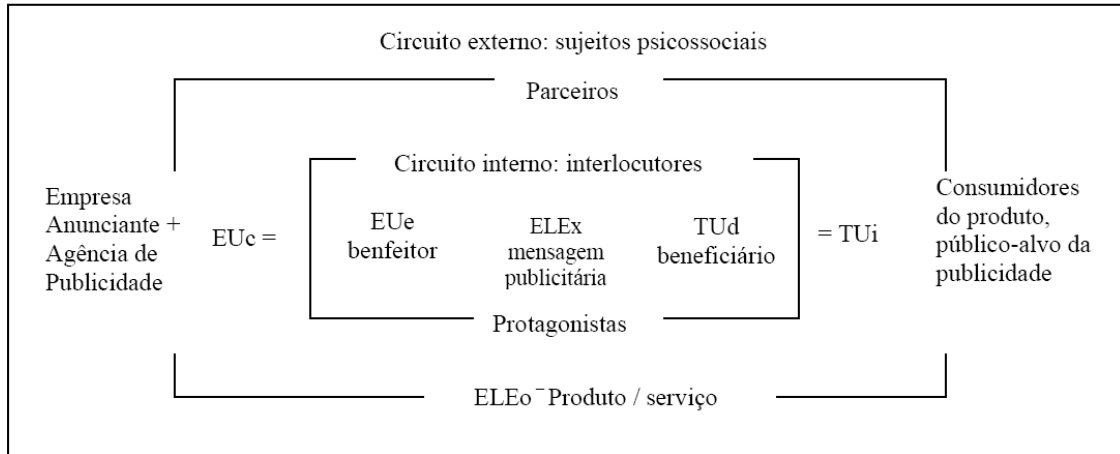 Circuito externo: sujeitos psicossociais
Parceiros
Circuito interno: interlocutores
Empresa
Anunciante +
Agência de
Publicidade
EUc =
EUe
benfeitor
ELEx
mensagem
publicitária
TUd
beneficiário
= TUi
Consumidores
do produto,
público-alvo da
publicidade
Protagonistas
ELEo – Produto / serviço